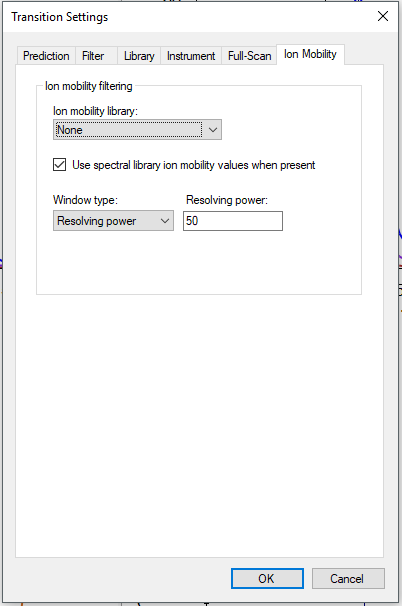 Transition Settings
Prediction Filter Library Instrument Full-Scan Ion Mobility
Ion mobility filtering
Ion mobility library:
None
Use spectral library ion mobility values when present
Window type: Resolving power:
Resolving power 50
OK Cancel